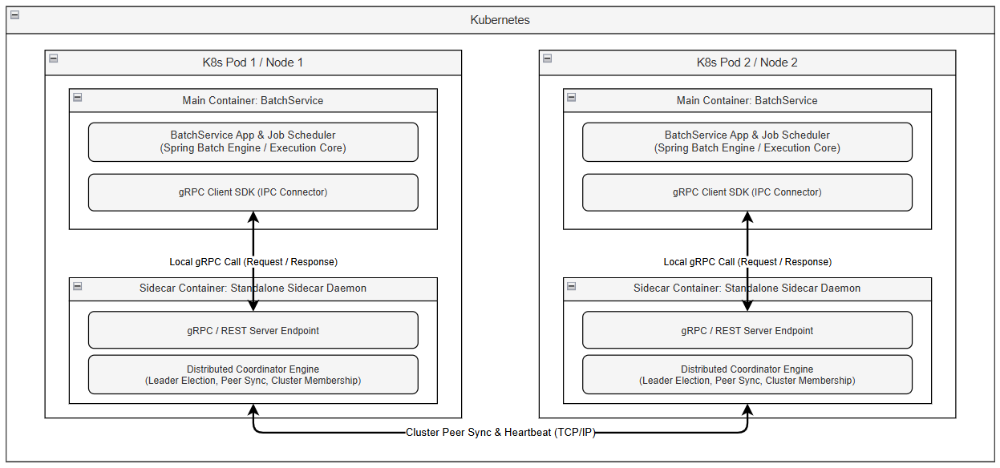 Kubernetes
K8s Pod 1 / Node 1
Main Container: BatchService
BatchService App & Job Scheduler
(Spring Batch Engine / Execution Core)
gRPC Client SDK (IPC Connector)
Local gRPC Call (Request / Response)
Sidecar Container: Standalone Sidecar Daemon
gRPC / REST Server Endpoint
Distributed Coordinator Engine
(Leader Election, Peer Sync, Cluster Membership)
K8s Pod 2 / Node 2
Main Container: BatchService
BatchService App & Job Scheduler
(Spring Batch Engine / Execution Core)
gRPC Client SDK (IPC Connector)
Local gRPC Call (Request / Response)
Sidecar Container: Standalone Sidecar Daemon
gRPC / REST Server Endpoint
Distributed Coordinator Engine
(Leader Election, Peer Sync, Cluster Membership)
Cluster Peer Sync & Heartbeat (TCP/IP)